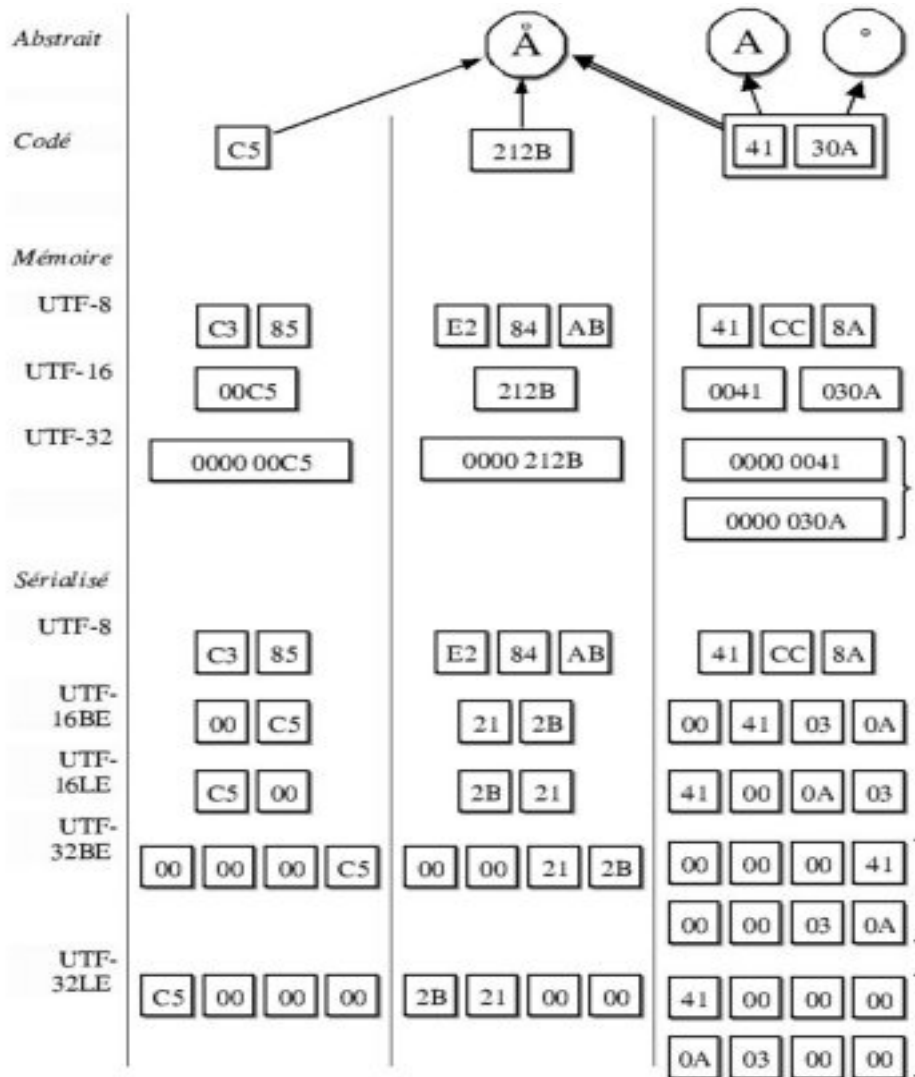 Abstrait Å A °
Codé C5 212B 41 30A
Mémoire
UTF-8 C3 85 E2 84 AB 41 CC 8A
UTF-16 00C5 212B 0041 030A
UTF-32 0000 00C5 0000 212B 0000 0041
0000 030A
Sérialisé
UTF-8 C3 85 E2 84 AB 41 CC 8A
UTF-
16BE 00 C5 21 2B 00 41 03 0A
UTF-
16LE C5 00 2B 21 41 00 0A 03
UTF-
32BE 00 00 00 C5 00 00 21 2B 00 00 00 41
00 00 03 0A
UTF-
32LE C5 00 00 00 2B 21 00 00 41 00 00 00
0A 03 00 00